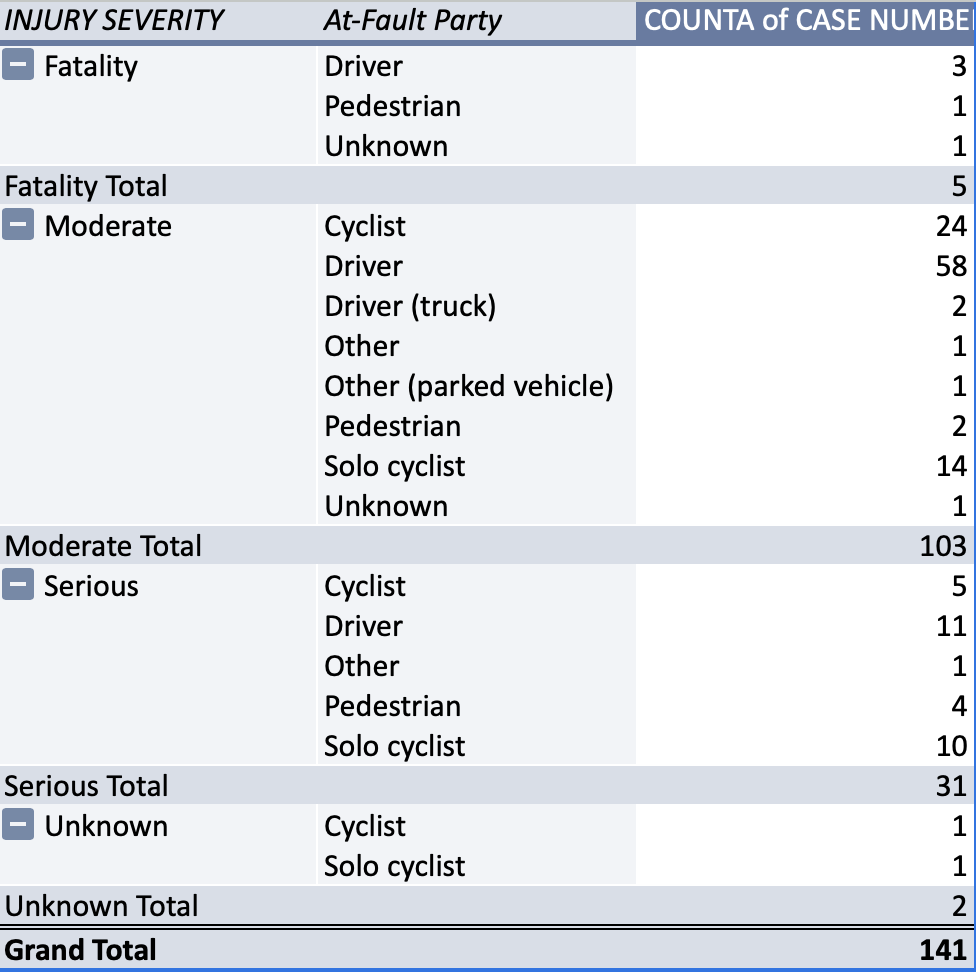 INJURY SEVERITY At-Fault Party COUNTA of CASE NUMBE
Fatality Driver 3
Pedestrian 1
Unknown 1
Fatality Total 5
Moderate Cyclist 24
Driver 58
Driver (truck) 2
Other 1
Other (parked vehicle) 1
Pedestrian 2
Solo cyclist 14
Unknown 1
Moderate Total 103
Serious Cyclist 5
Driver 11
Other 1
Pedestrian 4
Solo cyclist 10
Serious Total 31
Unknown Cyclist 1
Solo cyclist 1
Unknown Total 2
Grand Total 141